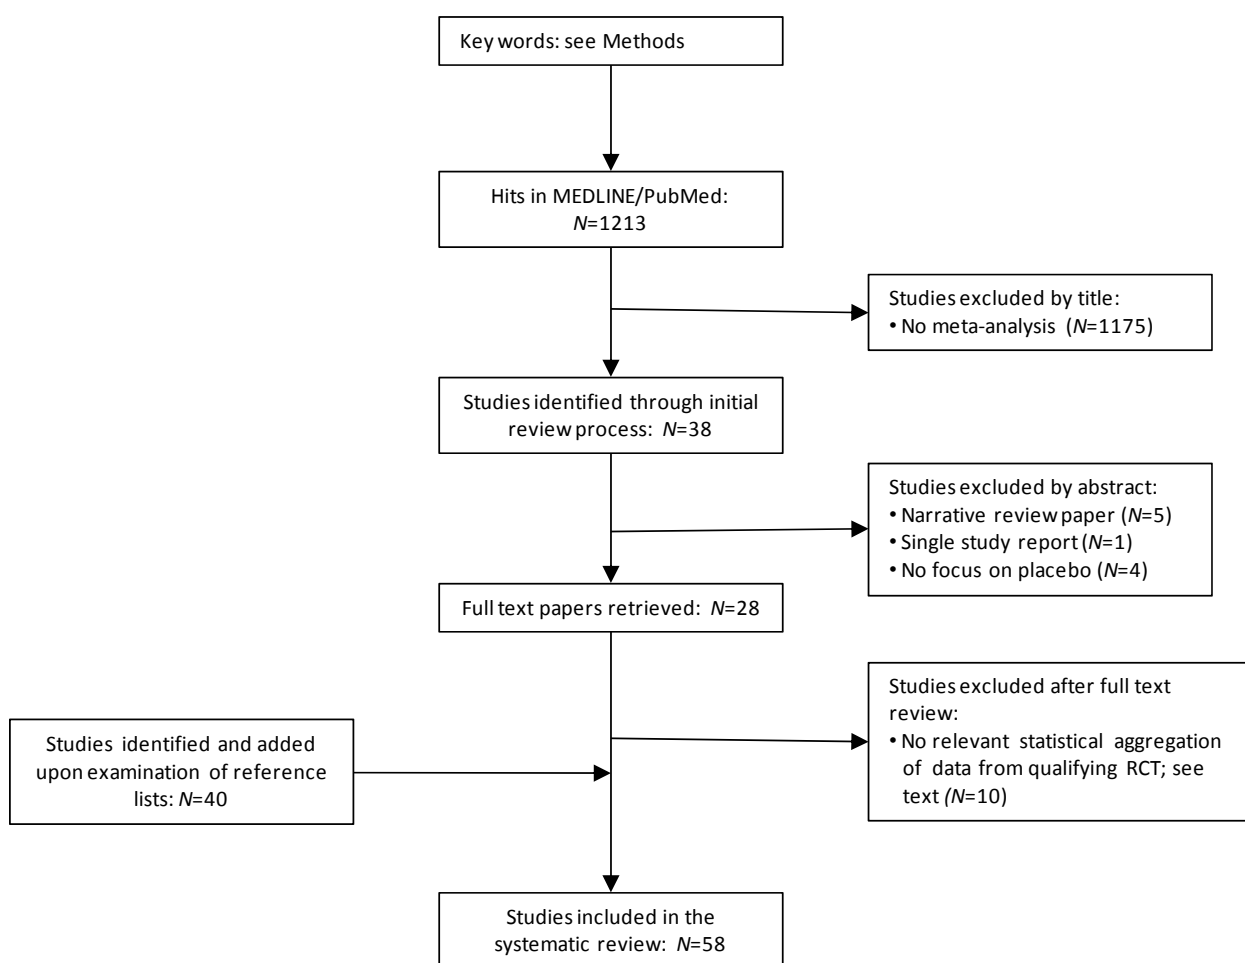 Key words: see Methods
Hits in MEDLINE/PubMed:
N=1213
Studies excluded by title:
• No meta-analysis (N=1175)
Studies identified through initial
review process: N=38
Studies excluded by abstract:
• Narrative review paper (N=5)
• Single study report (N=1)
• No focus on placebo (N=4)
Full text papers retrieved: N=28
Studies excluded after full text
review:
• No relevant statistical aggregation
of data from qualifying RCT; see
text (N=10)
Studies identified and added
upon examination of reference
lists: N=40
Studies included in the
systematic review: N=58